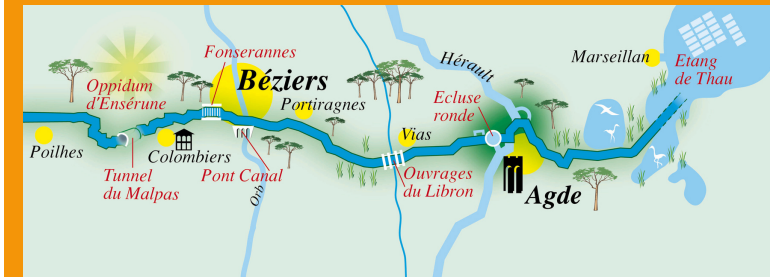 Fonserannes
Béziers
Hérault
Marseillan
Etang
de Thau
Oppidum
d'Ensérune
Portiragnes
Ecluse
ronde
Poilhes
Colombiers
Vias
Tunnel
du Malpas
Pont Canal
Orb
Ouvrages
du Libron
Agde